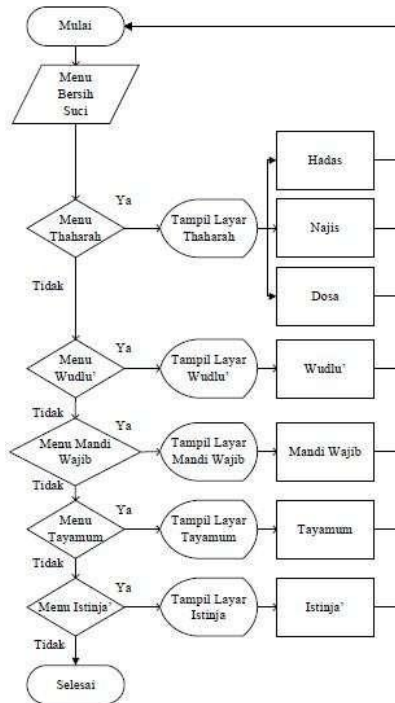 Mulai
Menu
Bersih
Suci
Hadas
Ya
Menu
Thaharah
Tampil Layar
Thaharah
Najis
Tidak
Dosa
Ya
Menu
Wudlu’
Tampil Layar
Wudlu’
Wudlu’
Tidak
Ya
Menu Mandi
Wajib
Tampil Layar
Mandi Wajib
Mandi Wajib
Tidak
Ya
Menu
Tayamum
Tampil Layar
Tayamum
Tayamum
Tidak
Ya
Menu Istinja’
Tampil Layar
Istinja
Istinja’
Tidak
Selesai